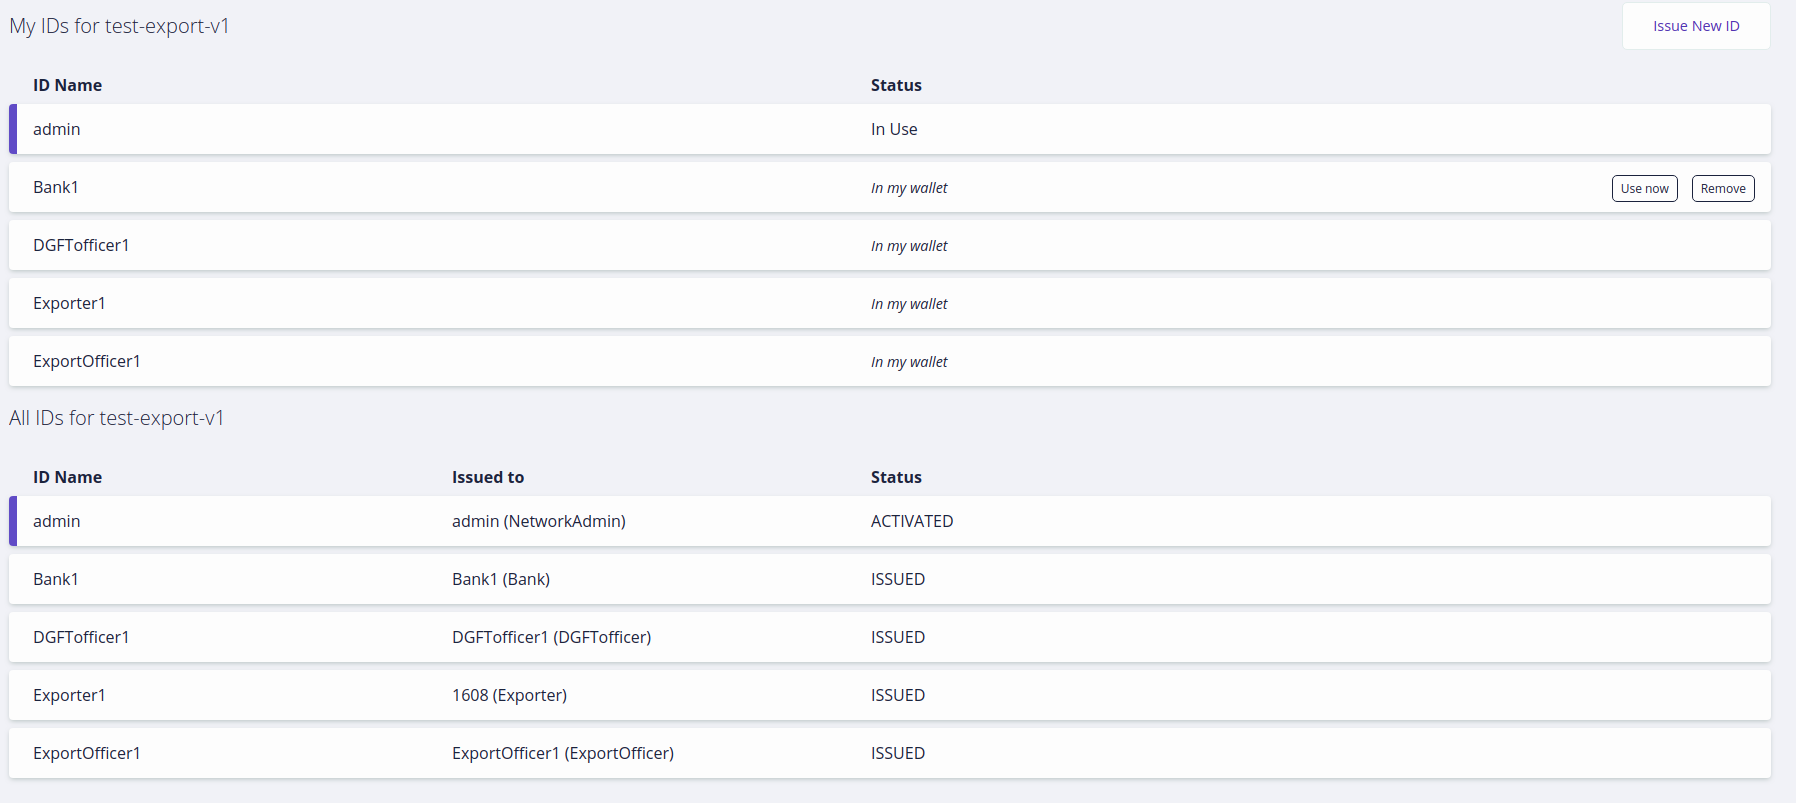 My IDs for test-export-v1 Issue New ID
ID Name Status
admin In Use
Bank1 In my wallet Use now Remove
DGFTofficer1 In my wallet
Exporter1 In my wallet
ExportOfficer1 In my wallet
All IDs for test-export-v1
ID Name Issued to Status
admin admin (NetworkAdmin) ACTIVATED
Bank1 Bank1 (Bank) ISSUED
DGFTofficer1 DGFTofficer1 (DGFTofficer) ISSUED
Exporter1 1608 (Exporter) ISSUED
ExportOfficer1 ExportOfficer1 (ExportOfficer) ISSUED